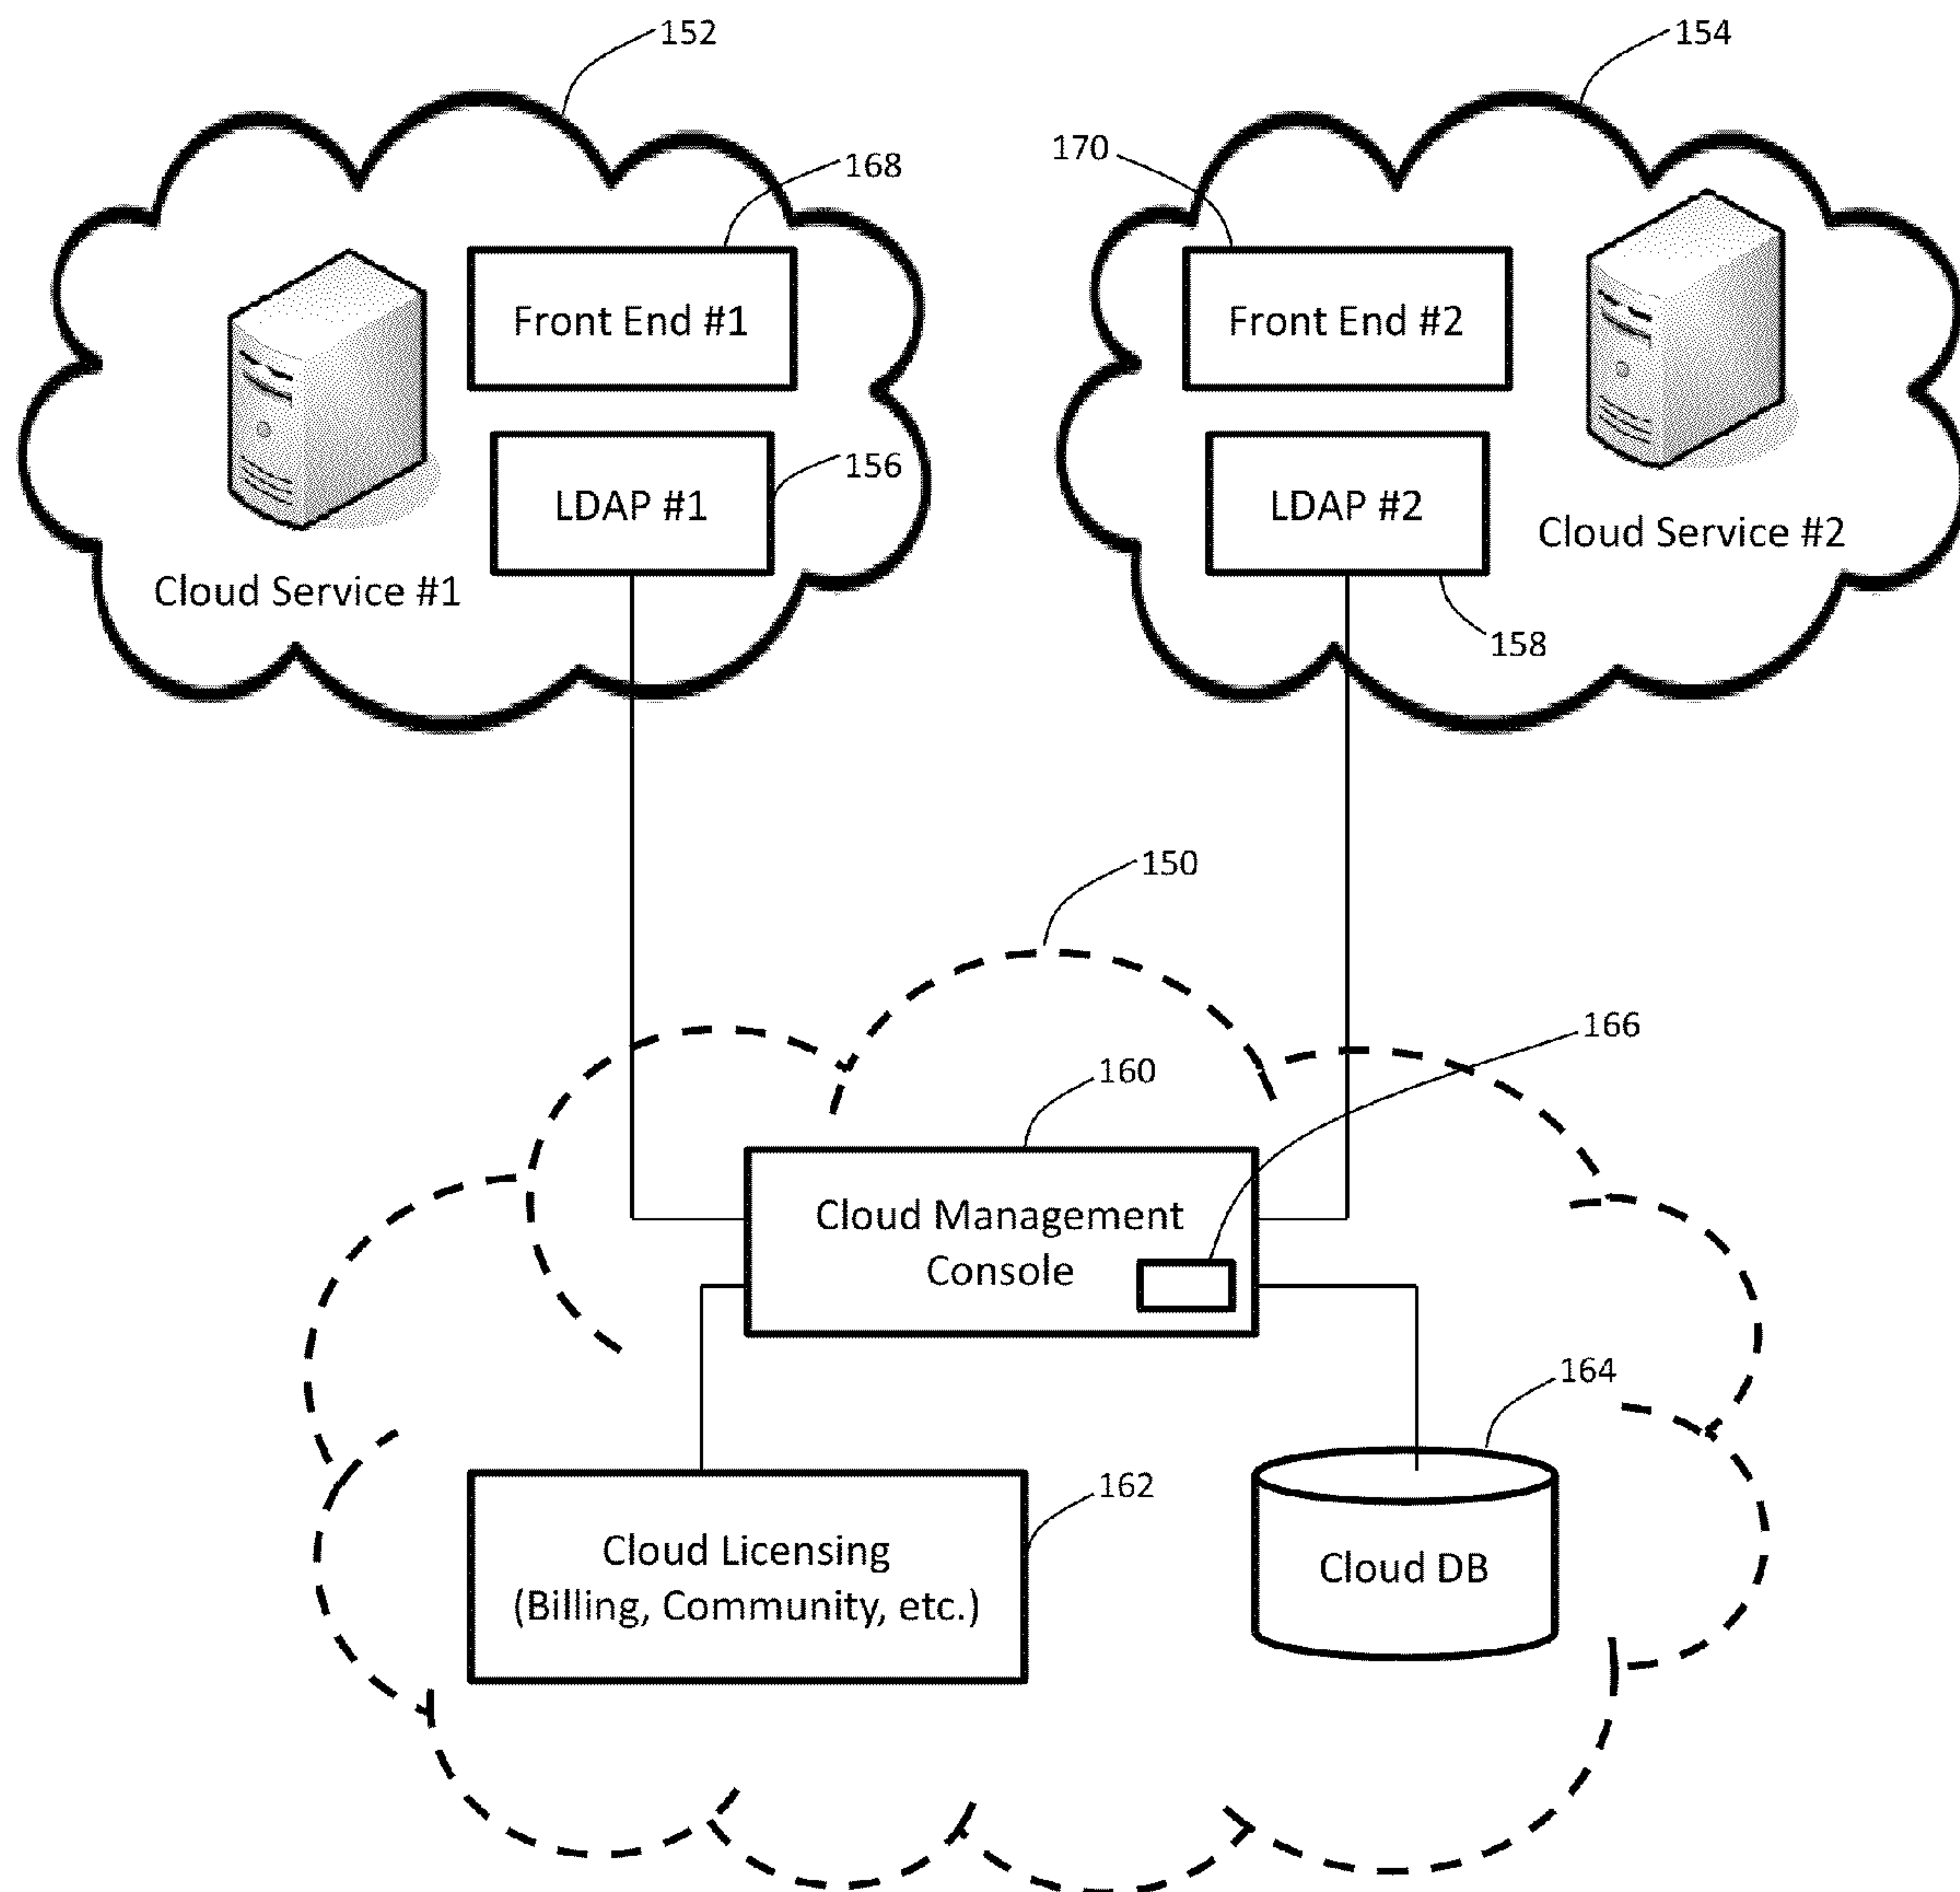 152
154
168
170
Front End #1
Front End #2
156
LDAP #1
LDAP #2
Cloud Service #2
Cloud Service #1
158
150
166
160
Cloud Management
Console
164
162
Cloud Licensing
(Billing, Community, etc.)
Cloud DB